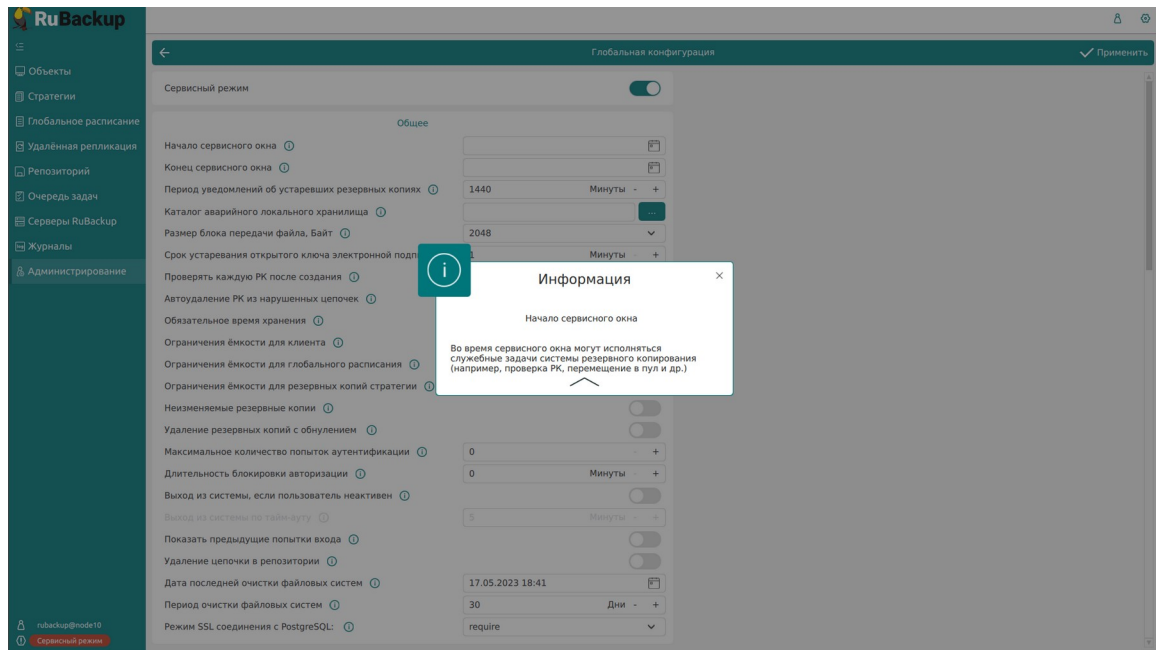 RuBackup
Объекты
Стратегии
Глобальное расписание
Удалённая репликация
Репозиторий
Очередь задач
Серверы RuBackup
Журналы
Администрирование
rubackup@node10
Сервисный режим
Глобальная конфигурация
Применить
Сервисный режим
Общее
Начало сервисного окна
Конец сервисного окна
Период уведомлений об устаревших резервных копиях 1440 Минуты - +
Каталог аварийного локального хранилища ...
Размер блока передачи файла, Байт 2048
Срок устаревания открытого ключа электронной 1 Минуты - +
Проверять каждую РК после создания
Автоудаление РК из нарушенных цепочек
Обязательное время хранения
Ограничения ёмкости для клиента
Ограничения ёмкости для глобального расписания
Ограничения ёмкости для резервных копий стратегии
Неизменяемые резервные копии
Удаление резервных копий с обнулением
Максимальное количество попыток аутентификации 0 - +
Длительность блокировки авторизации 0 Минуты - +
Выход из системы, если пользователь неактивен
Выход из системы по тайм-ауту 5 Минуты - +
Показать предыдущие попытки входа
Удаление цепочки в репозитории
Дата последней очистки файловых систем 17.05.2023 18:41
Период очистки файловых систем 30 Дни - +
Режим SSL соединения с PostgreSQL: require
Информация
Начало сервисного окна
Во время сервисного окна могут исполняться
служебные задачи системы резервного копирования
(например, проверка РК, перемещение в пул и др.)